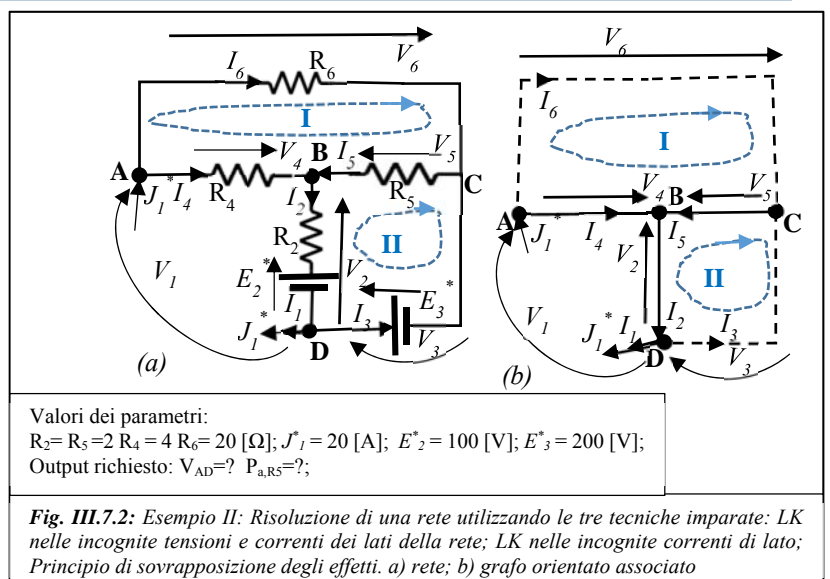 V₆
V₆
I₆ R₆
I₆
I
I
A V₄ B I₅ V₅
J₁* I₄ R₄ R₅ C
I₂
R₂
II
V₁ E₂* V₂ E₃*
I₁
J₁* D I₃ V₃
(a)
A V₄ B V₅ C
J₁* I₄ I₅
V₂ II
V₁ I₂
J₁* I₁ I₃
D V₃
(b)
Valori dei parametri:
R₂= R₅ =2 R₄ = 4 R₆= 20 [Ω]; J*₁ = 20 [A]; E*₂ = 100 [V]; E*₃ = 200 [V];
Output richiesto: V_AD=? P_a,R5=?;
Fig. III.7.2: Esempio II: Risoluzione di una rete utilizzando le tre tecniche imparate: LK
nelle incognite tensioni e correnti dei lati della rete; LK nelle incognite correnti di lato;
Principio di sovrapposizione degli effetti. a) rete; b) grafo orientato associato